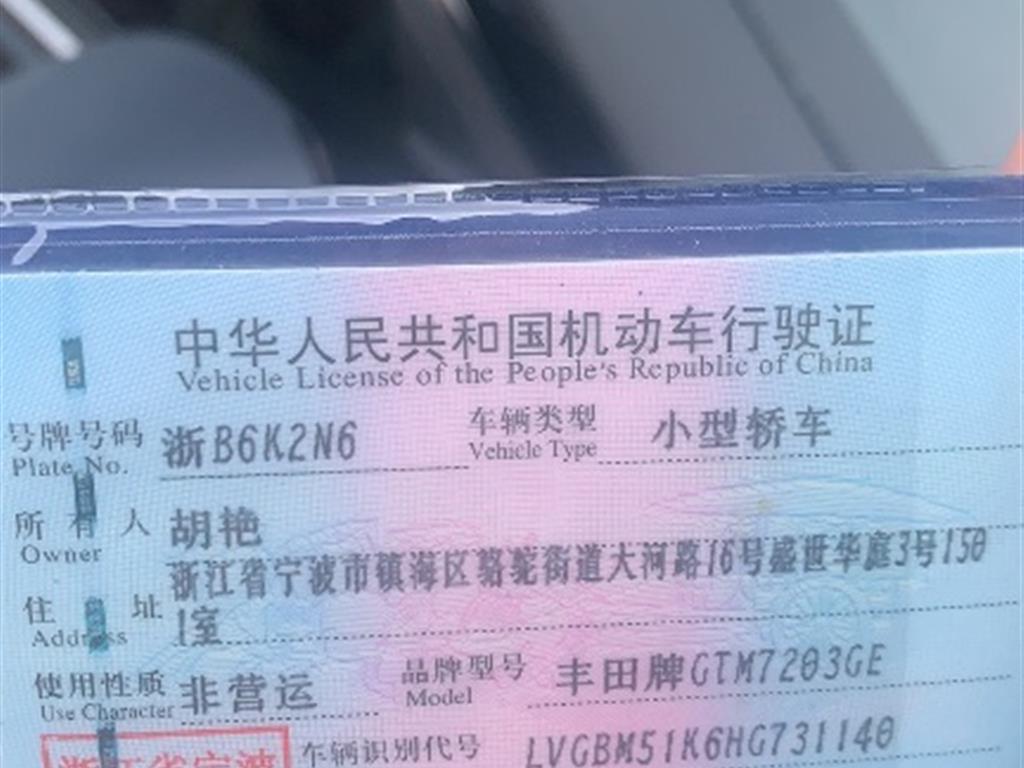 中华人民共和国机动车行驶证
Vehicle License of the People's Republic of China
号牌号码 浙B6K2N6 车辆类型 小型轿车
Plate No. Vehicle Type
所有人 胡艳
Owner
浙江省宁波市镇海区骆驼街道大河路16号盛世华庭3号150
住址 1室
Address
使用性质 非营运 品牌型号 丰田牌GTM7203GE
Use Character Model
浙江省宁波 车辆识别代号 LVGBM51K6HG731140